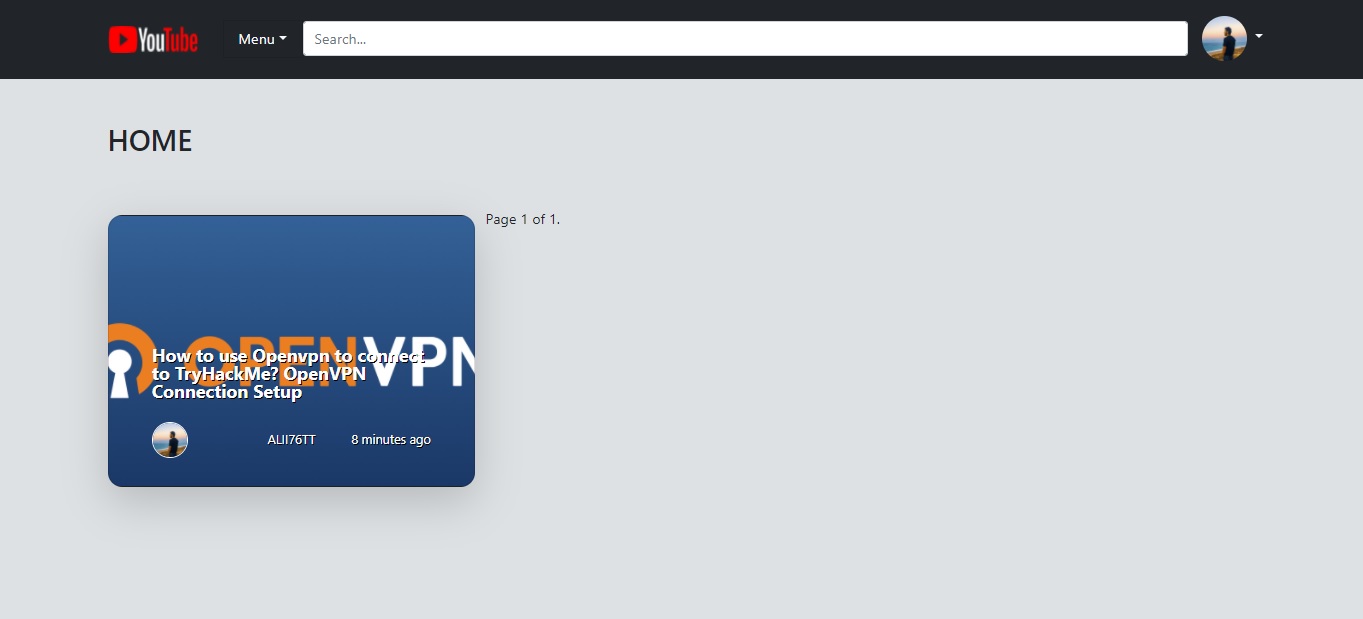 YouTube
Menu
Search...
HOME
Page 1 of 1.
OPENVPN
How to use Openvpn to connect
to TryHackMe? OpenVPN
Connection Setup
ALII76TT
8 minutes ago